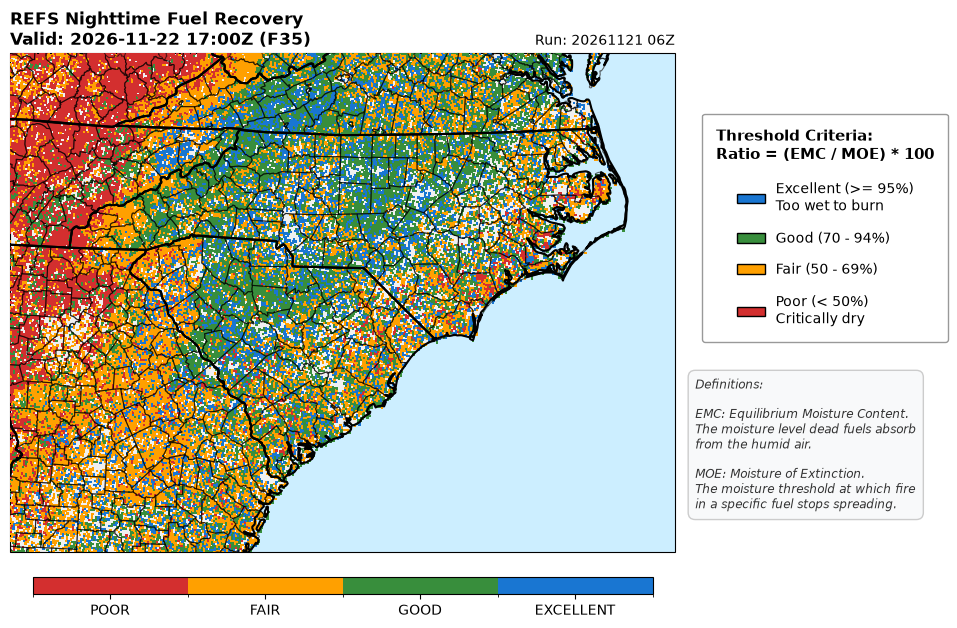 REFS Nighttime Fuel Recovery
Valid: 2026-11-22 17:00Z (F35)
Run: 20261121 06Z
Threshold Criteria:
Ratio = (EMC / MOE) * 100
Excellent (>= 95%)
Too wet to burn
Good (70 - 94%)
Fair (50 - 69%)
Poor (< 50%)
Critically dry
Definitions:
EMC: Equilibrium Moisture Content.
The moisture level dead fuels absorb
from the humid air.
MOE: Moisture of Extinction.
The moisture threshold at which fire
in a specific fuel stops spreading.
POOR FAIR GOOD EXCELLENT